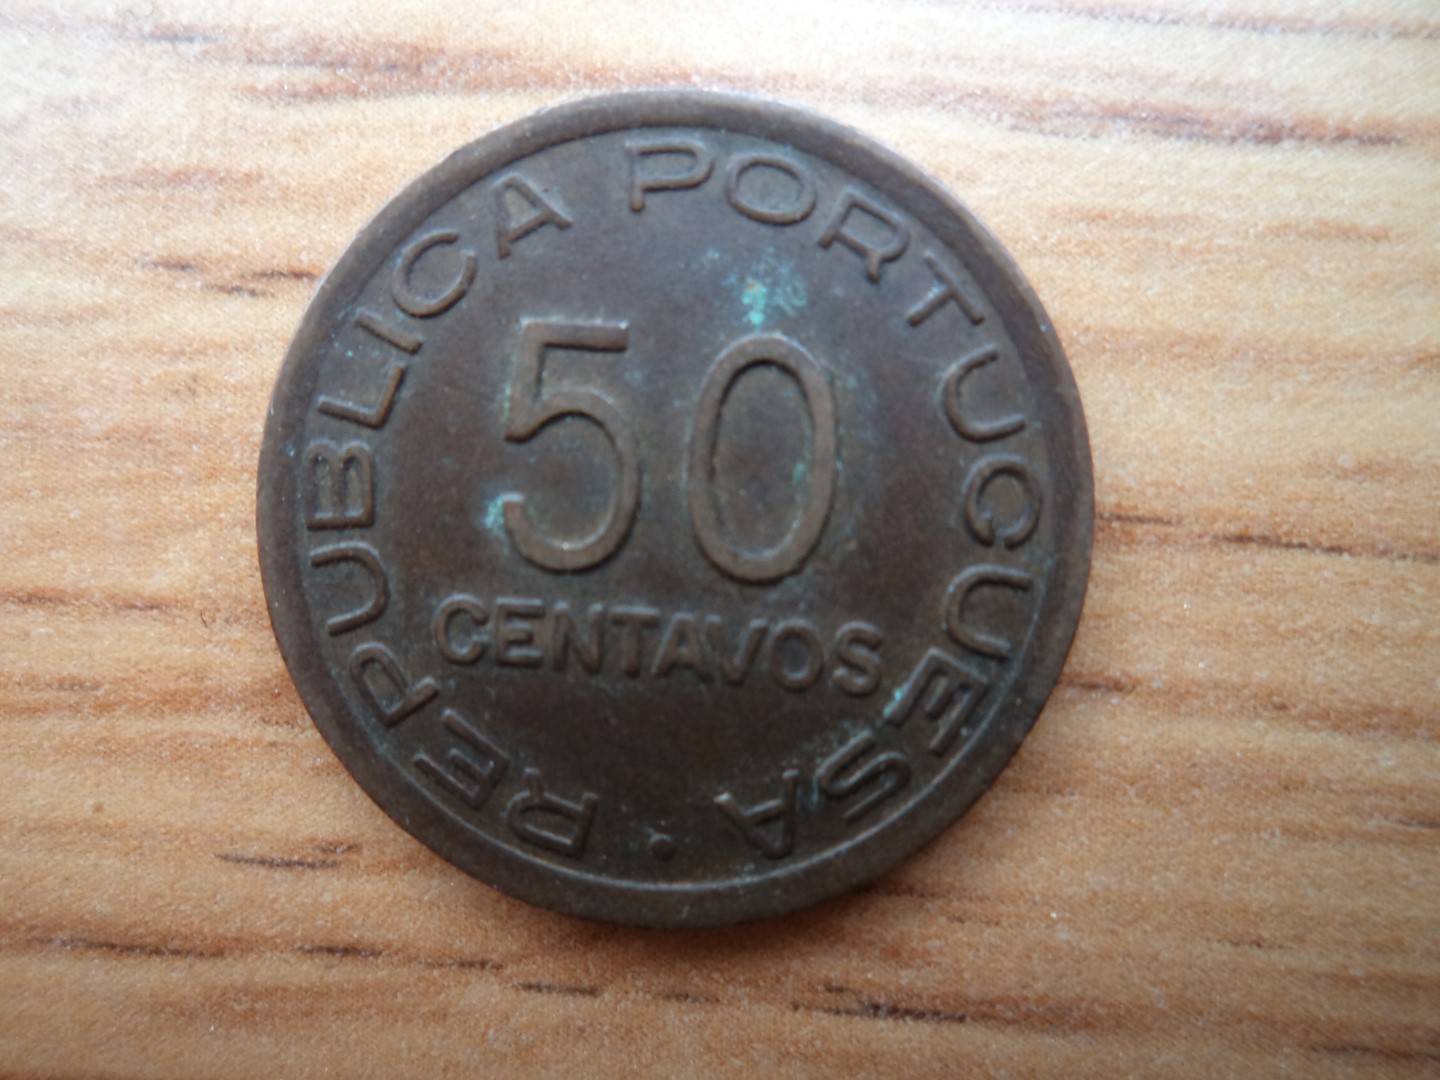 REPUBLICA PORTUGUESA •
50
CENTAVOS